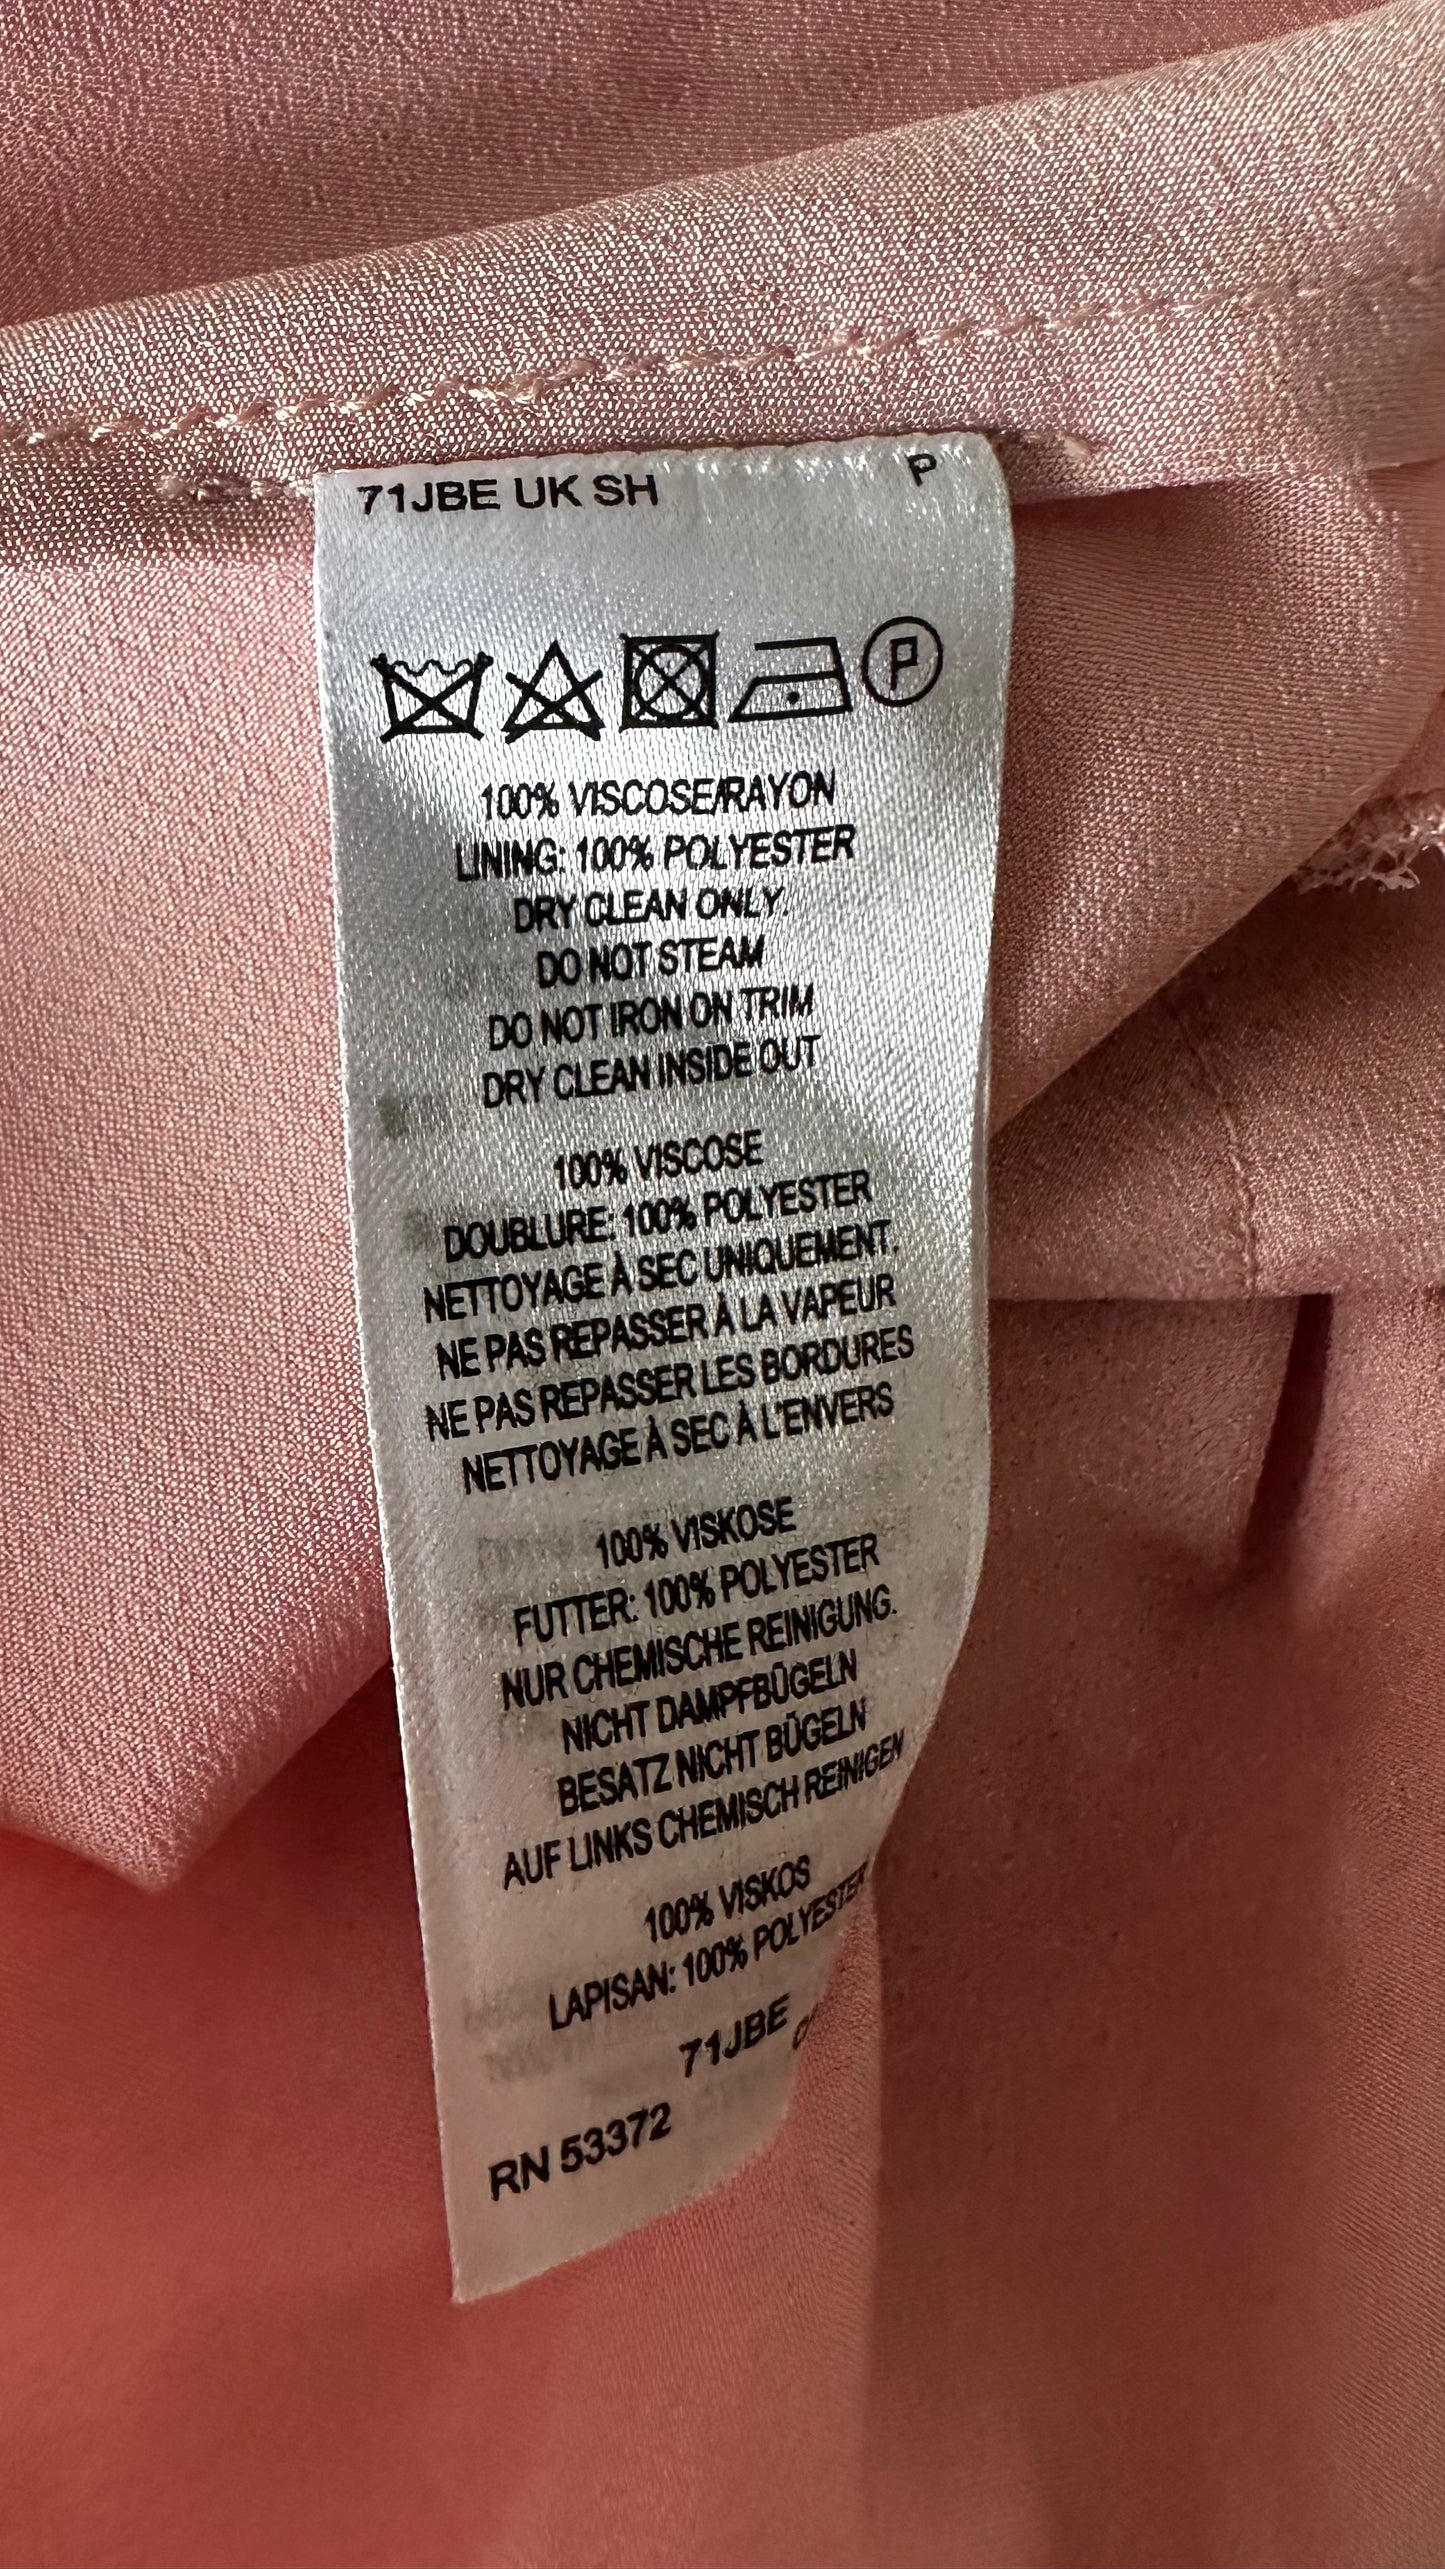 71JBE UK SH P
P
100% VISCOSE/RAYON
LINING: 100% POLYESTER
DRY CLEAN ONLY.
DO NOT STEAM
DO NOT IRON ON TRIM
DRY CLEAN INSIDE OUT
100% VISCOSE
DOUBLURE: 100% POLYESTER
NETTOYAGE À SEC UNIQUEMENT.
NE PAS REPASSER À LA VAPEUR
NE PAS REPASSER LES BORDURES
NETTOYAGE À SEC À L'ENVERS
100% VISKOSE
FUTTER: 100% POLYESTER
NUR CHEMISCHE REINIGUNG.
NICHT DAMPFBÜGELN
BESATZ NICHT BÜGELN
AUF LINKS CHEMISCH REINIGEN
100% VISKOS
LAPISAN: 100% POLYESTER
71JBE
RN 53372